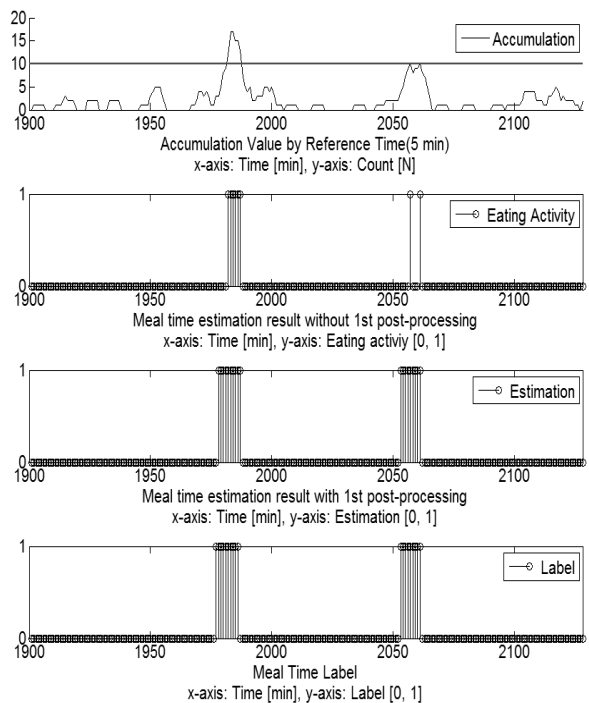 20
15
10
5
0
Accumulation
1900 1950 2000 2050 2100
Accumulation Value by Reference Time(5 min)
x-axis: Time [min], y-axis: Count [N]
1
0
Eating Activity
1900 1950 2000 2050 2100
Meal time estimation result without 1st post-processing
x-axis: Time [min], y-axis: Eating activiy [0, 1]
1
0
Estimation
1900 1950 2000 2050 2100
Meal time estimation result with 1st post-processing
x-axis: Time [min], y-axis: Estimation [0, 1]
1
0
Label
1900 1950 2000 2050 2100
Meal Time Label
x-axis: Time [min], y-axis: Label [0, 1]